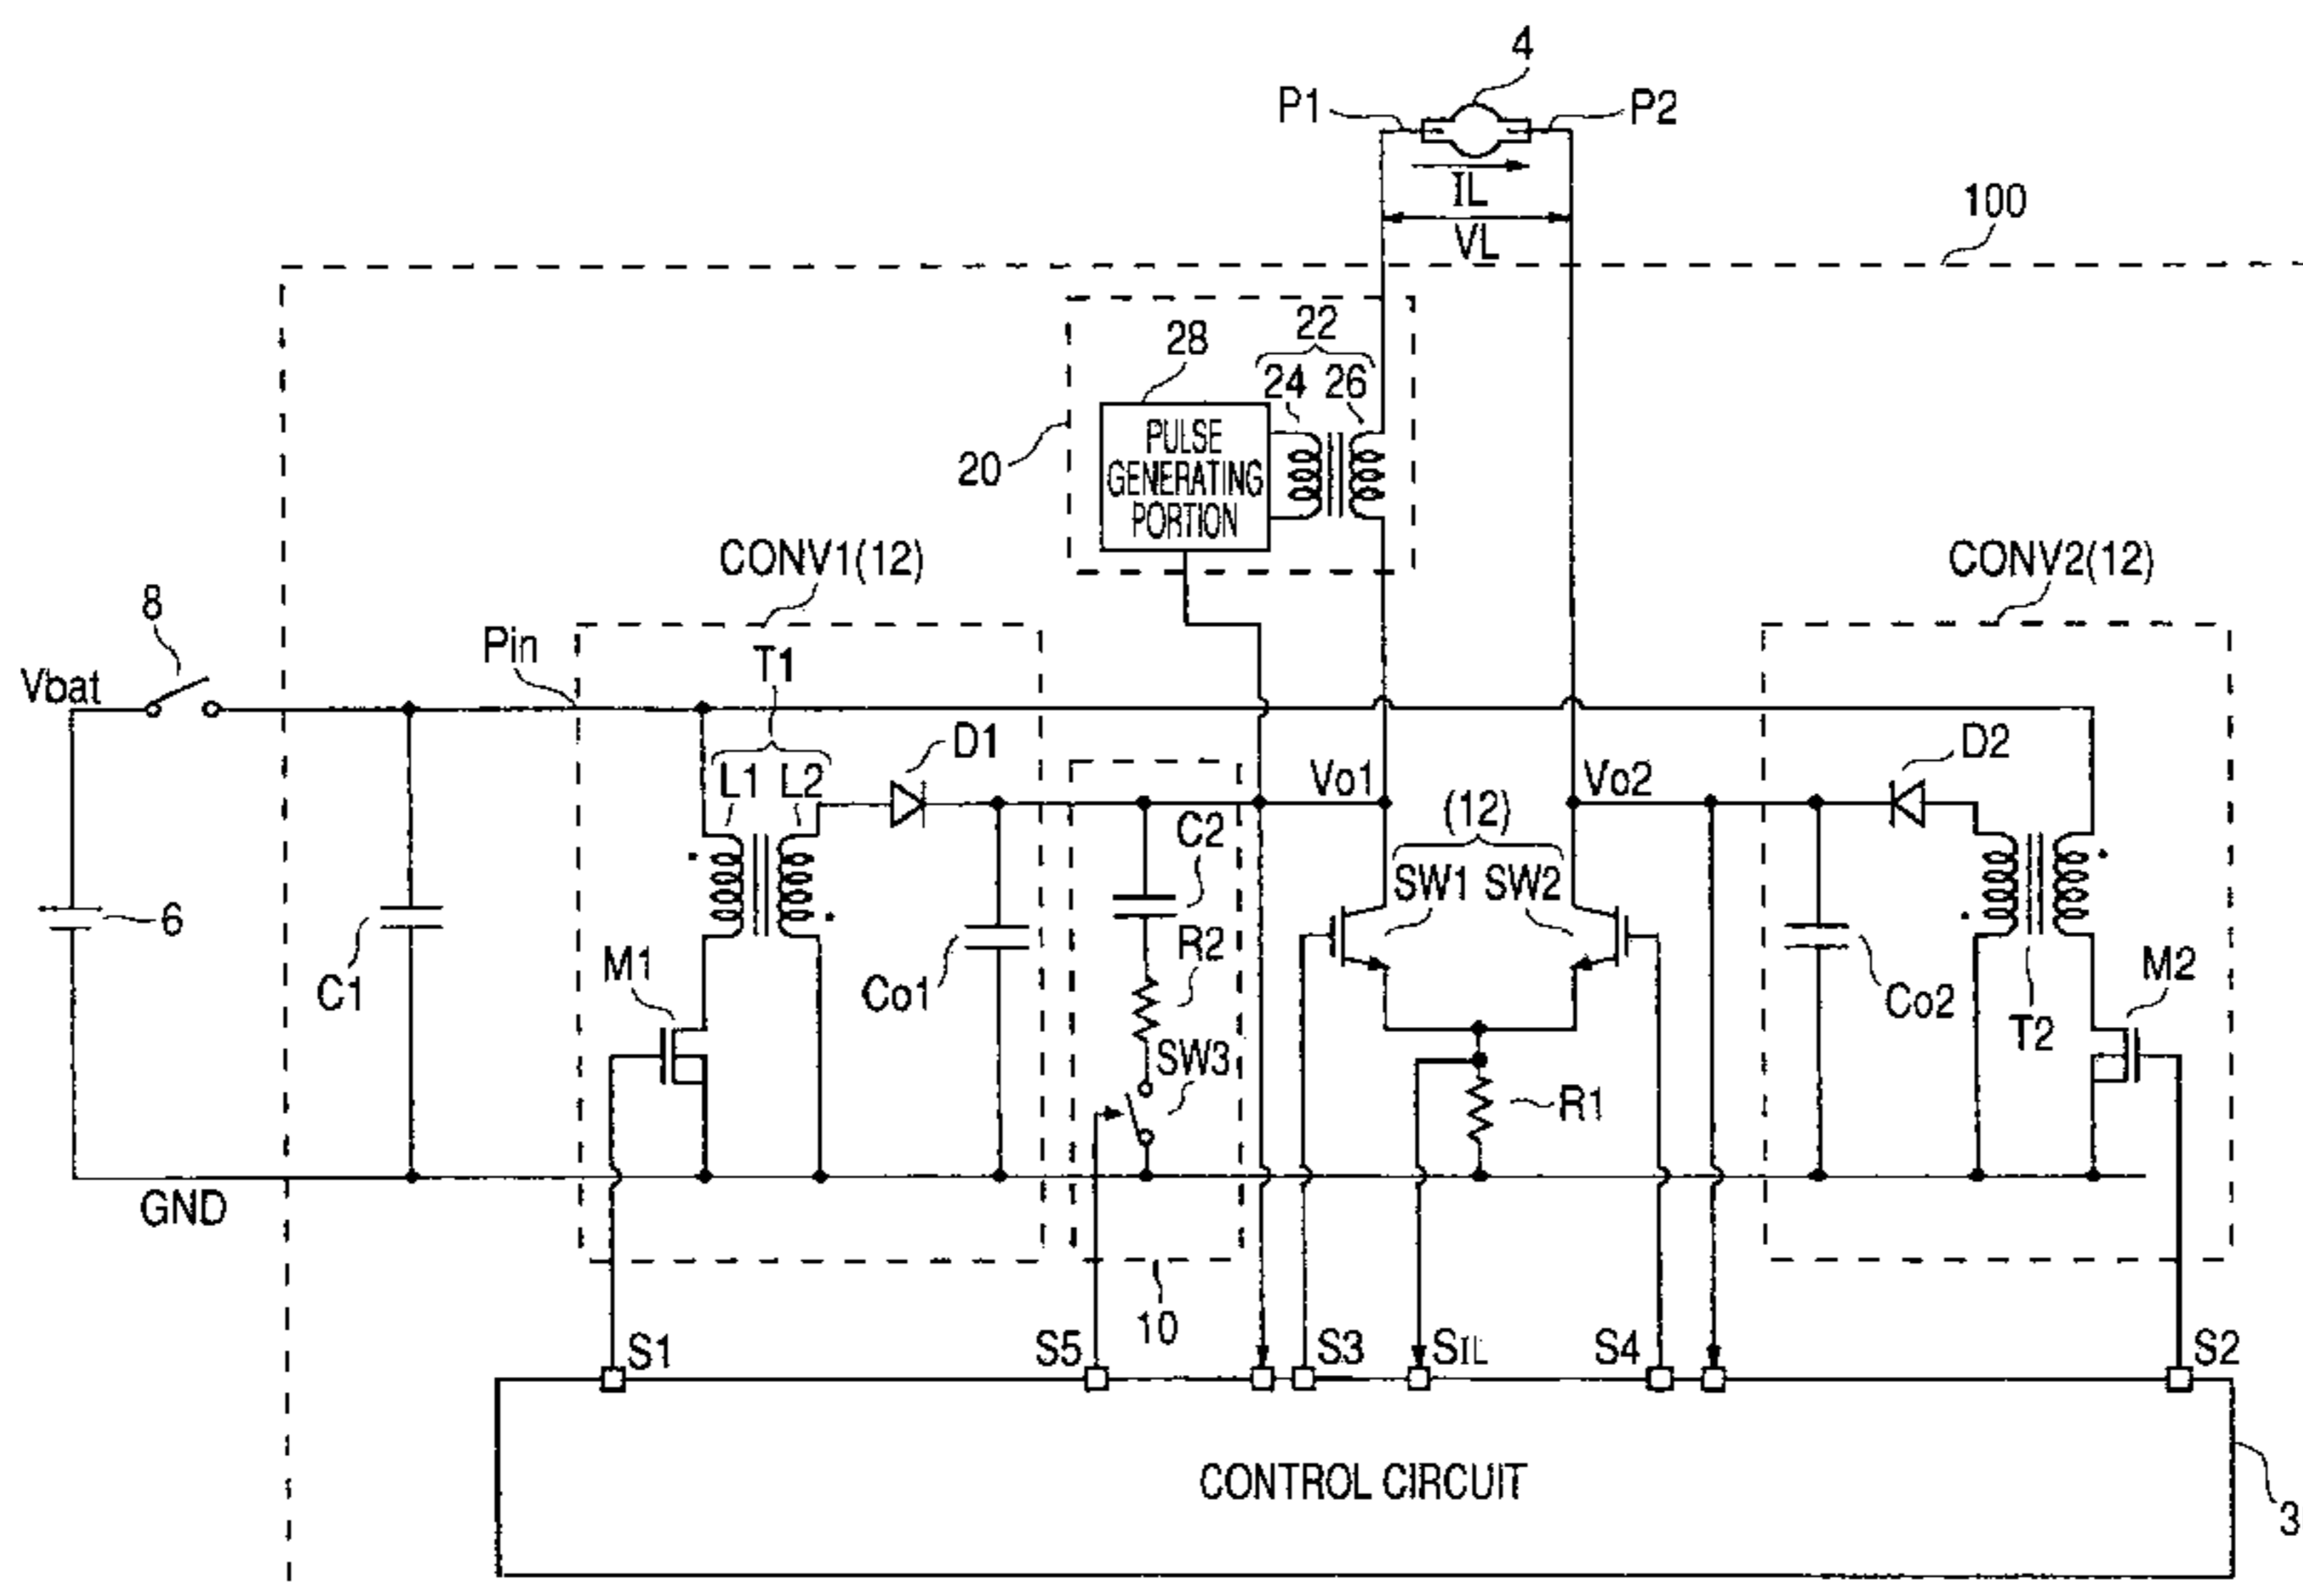 4
P1
P2
IL
VL
100
22
28
24 26
PULSE
GENERATING
PORTION
20
CONV1(12)
CONV2(12)
8
Pin
T1
Vbat
D1
L1 L2
Vo1
Vo2
D2
(12)
C2
SW1 SW2
6
C1
M1
Co1
R2
Co2
M2
T2
SW3
R1
GND
10
S1
S5
S3
SIL
S4
S2
CONTROL CIRCUIT
3